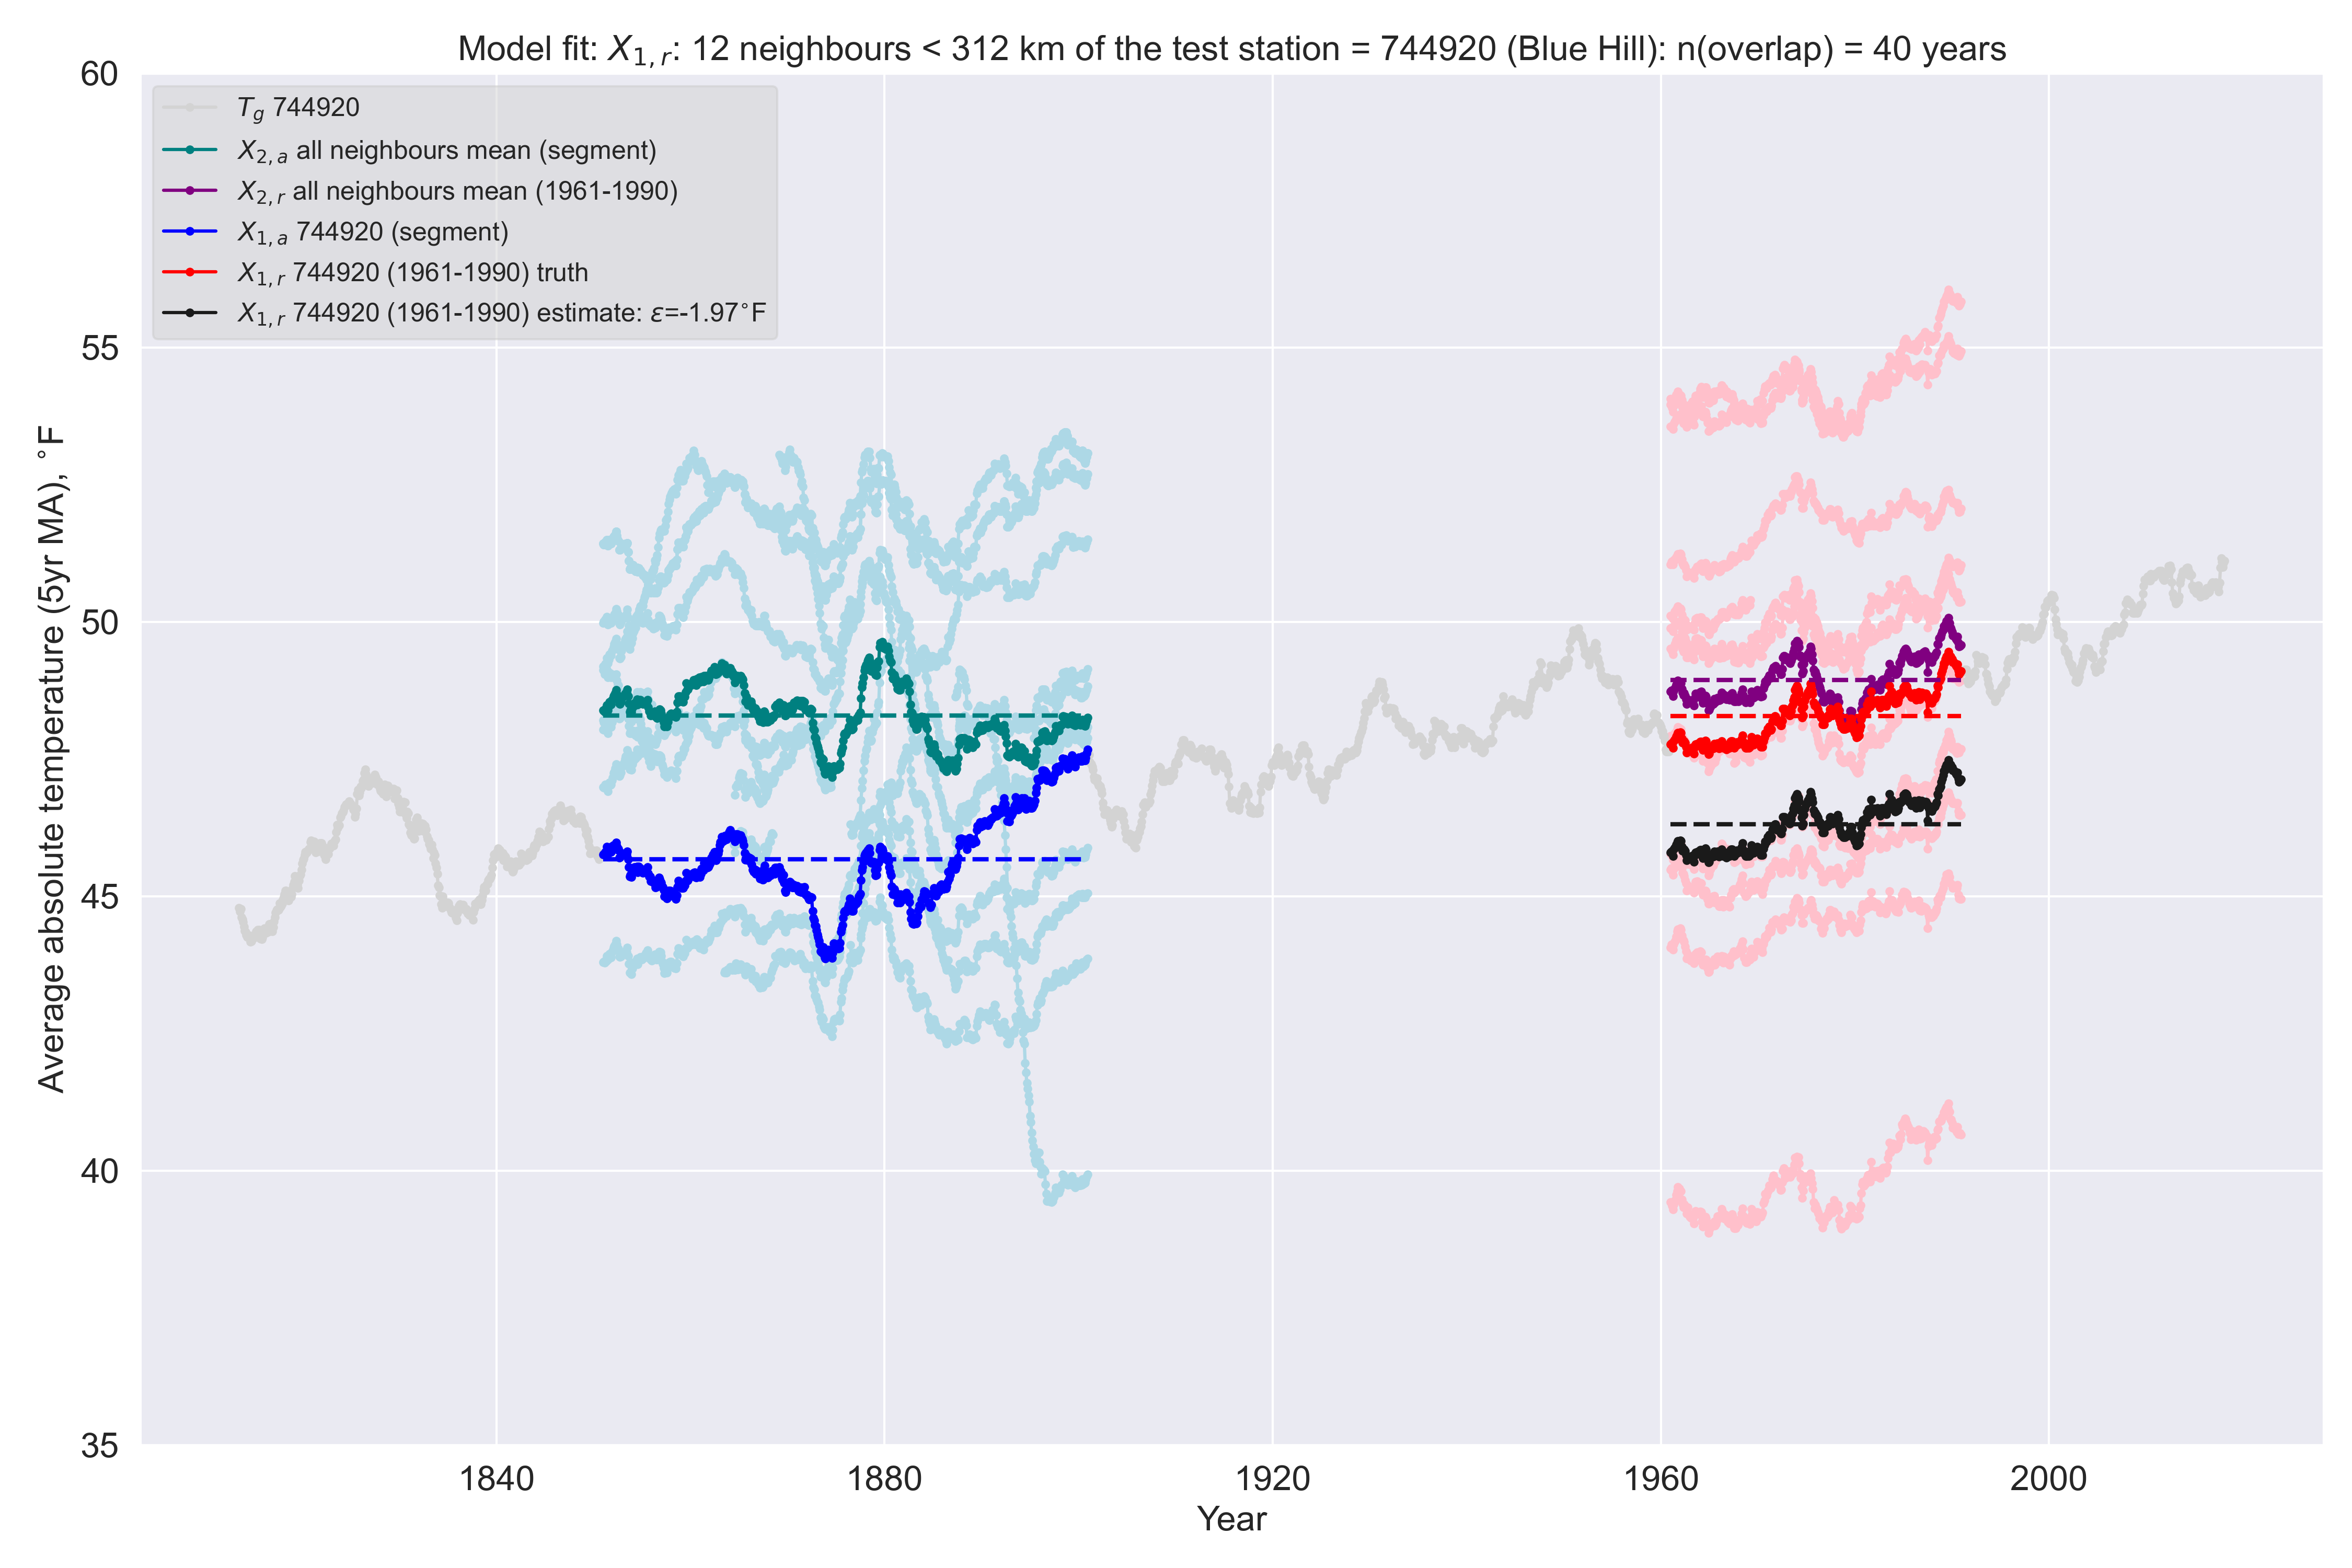 Model fit: X1,r: 12 neighbours < 312 km of the test station = 744920 (Blue Hill): n(overlap) = 40 years
60
55
50
45
40
35
Average absolute temperature (5yr MA), °F
Tg 744920
X2,a all neighbours mean (segment)
X2,r all neighbours mean (1961-1990)
X1,a 744920 (segment)
X1,r 744920 (1961-1990) truth
X1,r 744920 (1961-1990) estimate: ε=-1.97°F
1840 1880 1920 1960 2000
Year